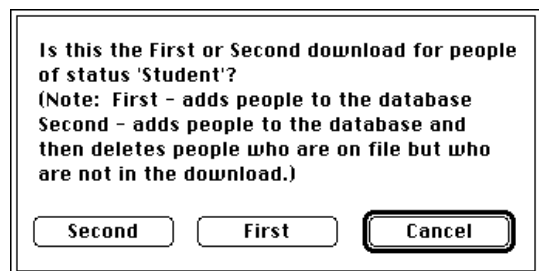 Is this the First or Second download for people
of status 'Student'?
(Note:  First - adds people to the database
Second - adds people to the database and
then deletes people who are on file but who
are not in the download.)
Second
First
Cancel